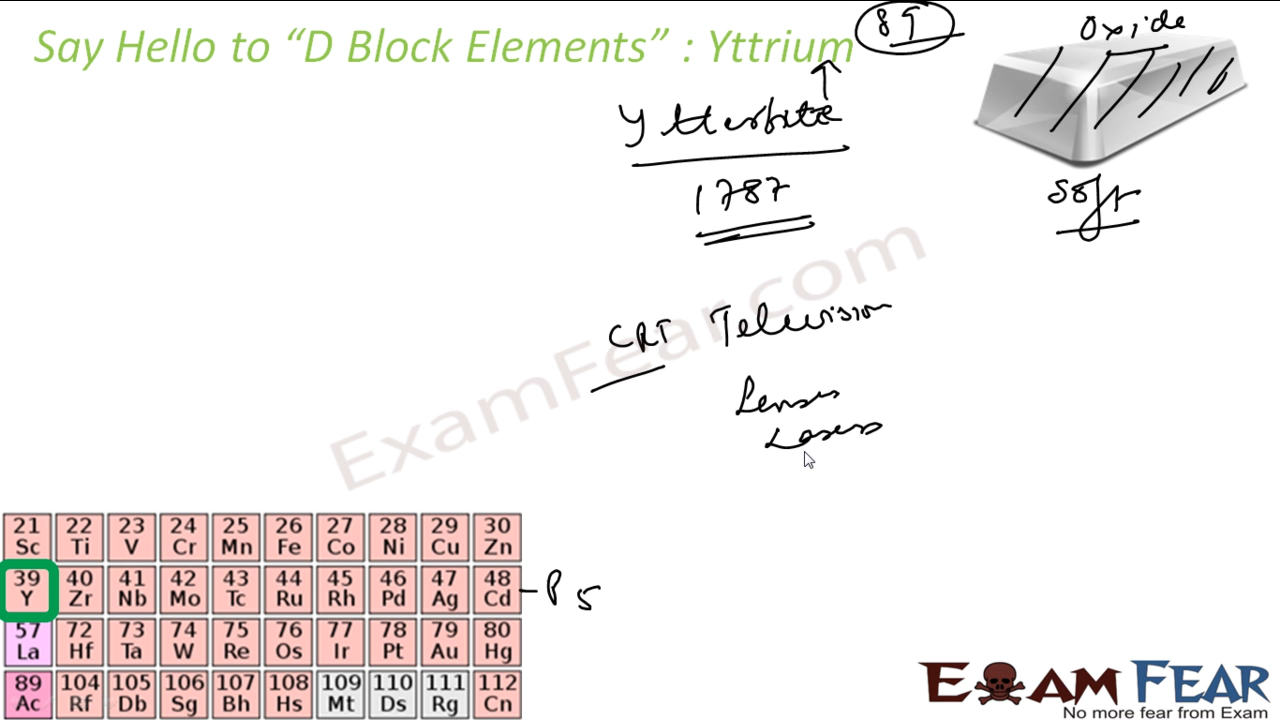 Say Hello to “D Block Elements” : Yttrium
Oxide
Ytterbite
1787
Soft
CRT Television
Lenses
Lasers
ExamFear.com
21 22 23 24 25 26 27 28 29 30
Sc Ti V Cr Mn Fe Co Ni Cu Zn
39 40 41 42 43 44 45 46 47 48
Y Zr Nb Mo Tc Ru Rh Pd Ag Cd
- P 5
57 72 73 74 75 76 77 78 79 80
La Hf Ta W Re Os Ir Pt Au Hg
89 104 105 106 107 108 109 110 111 112
Ac Rf Db Sg Bh Hs Mt Ds Rg Cn
EXAM FEAR
No more fear from Exam